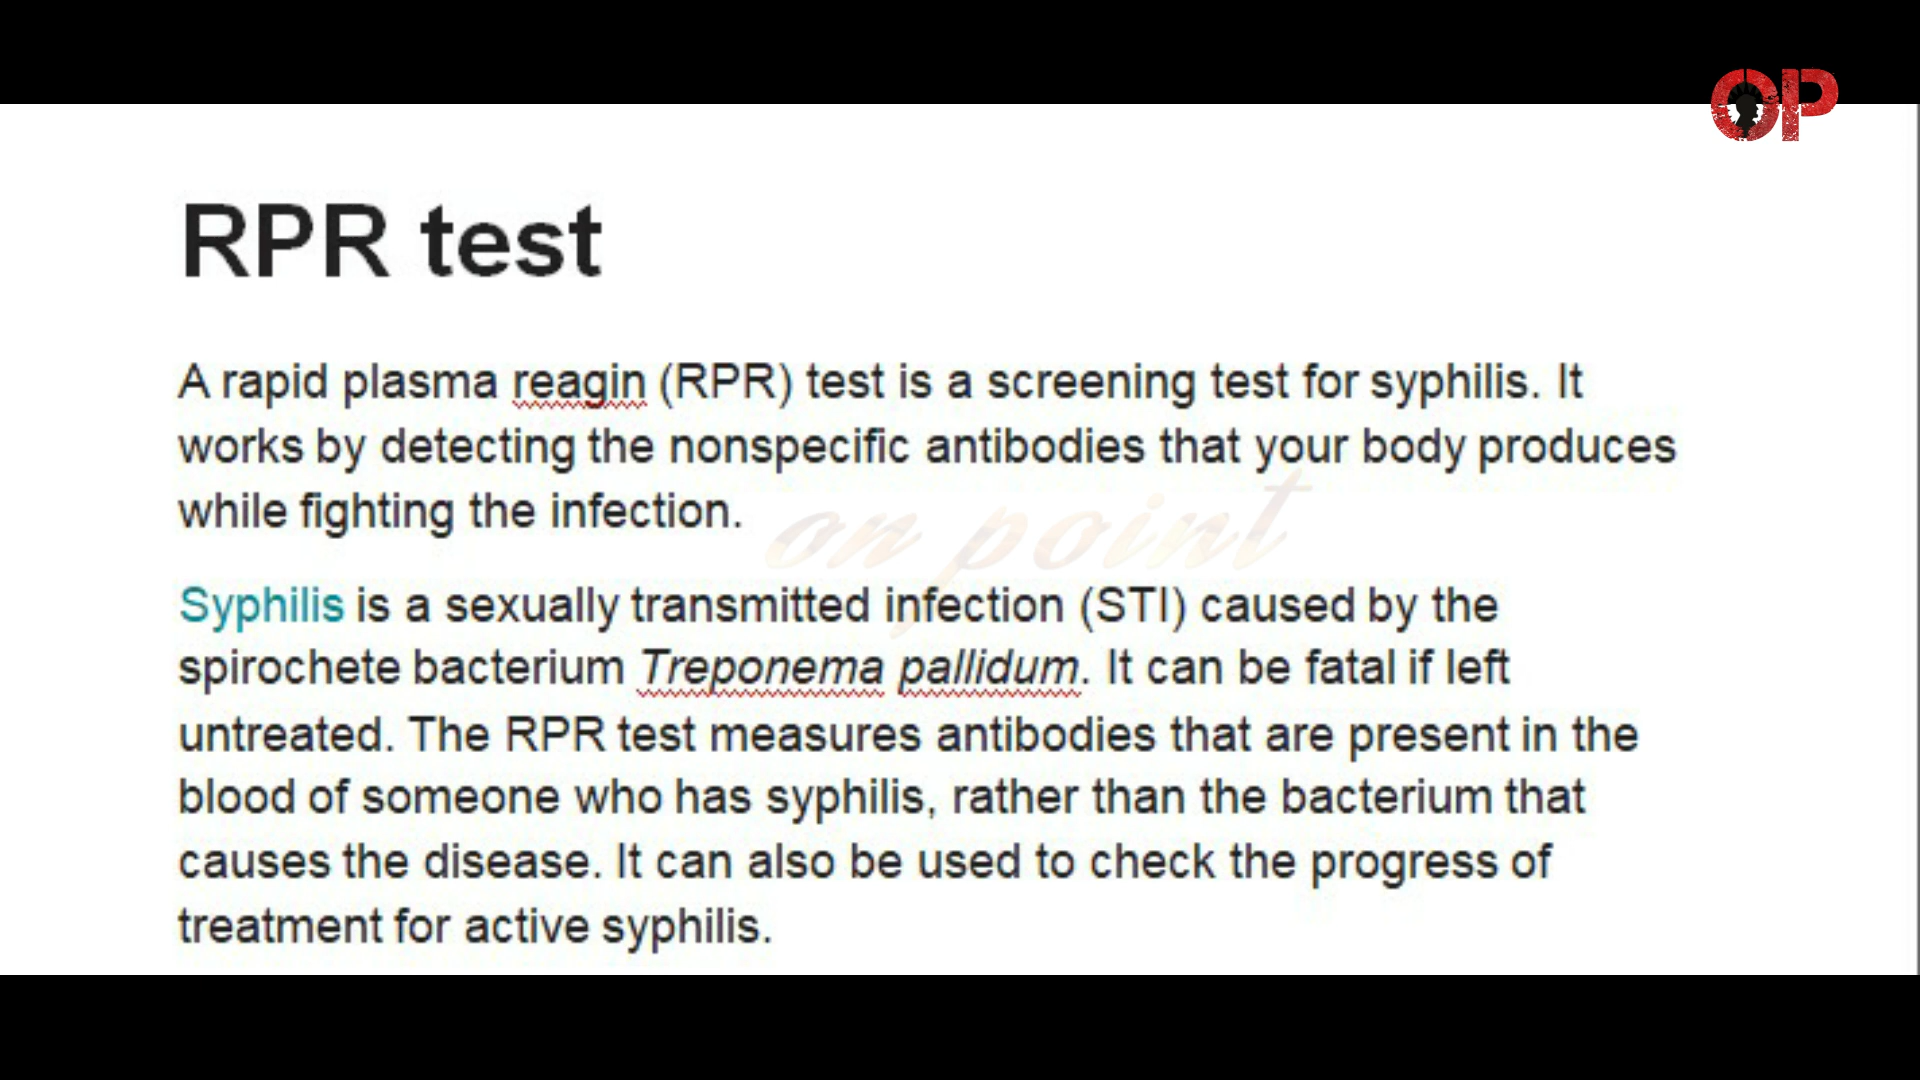 OP
RPR test
A rapid plasma reagin (RPR) test is a screening test for syphilis. It
works by detecting the nonspecific antibodies that your body produces
while fighting the infection.
on point
Syphilis is a sexually transmitted infection (STI) caused by the
spirochete bacterium Treponema pallidum. It can be fatal if left
untreated. The RPR test measures antibodies that are present in the
blood of someone who has syphilis, rather than the bacterium that
causes the disease. It can also be used to check the progress of
treatment for active syphilis.